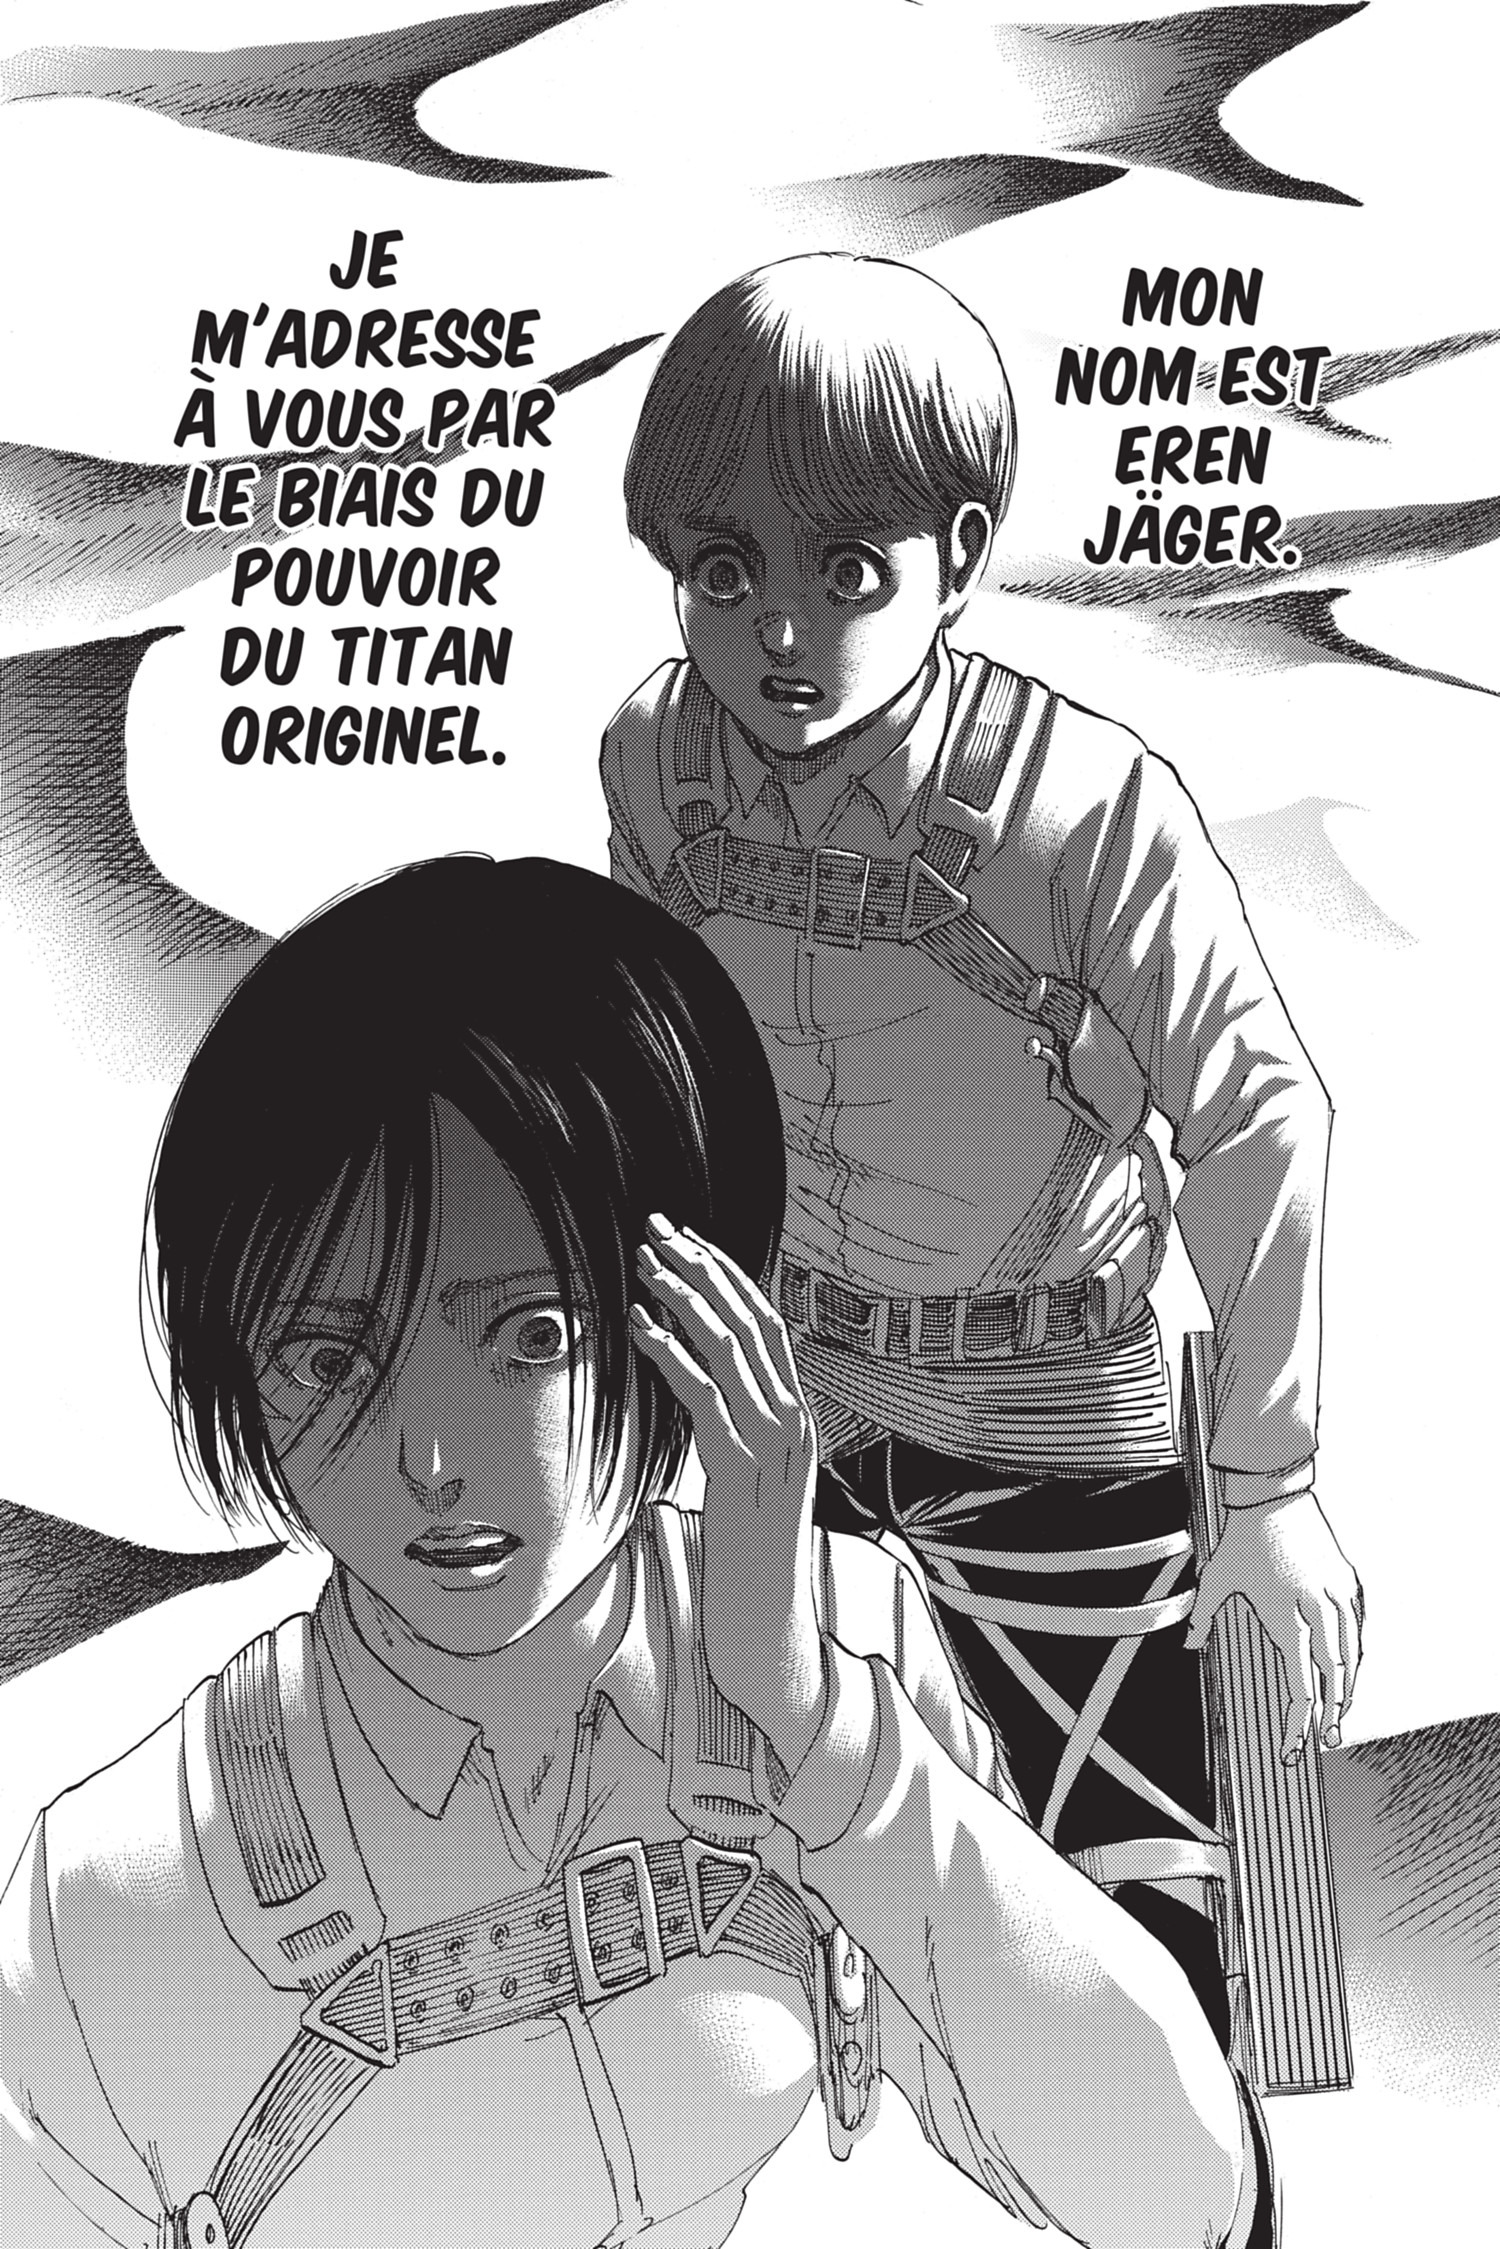 MON
NOM EST
EREN
JÄGER.
JE
M'ADRESSE
À VOUS PAR
LE BIAIS DU
POUVOIR
DU TITAN
ORIGINEL.